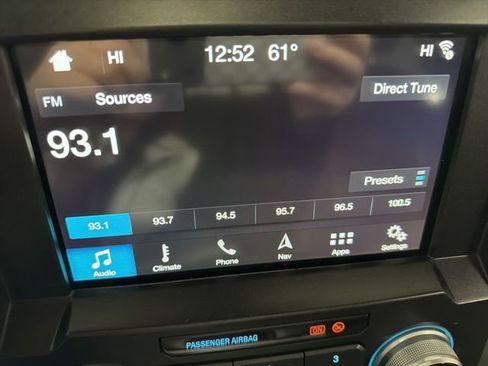 HI 12:52 61° HI
FM Sources Direct Tune
93.1
Presets
93.1 93.7 94.5 95.7 96.5 100.5
Audio Climate Phone Nav Apps Settings
PASSENGER AIRBAG ON
3